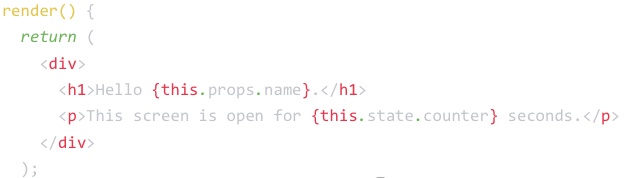 render() {
return (
<div>
<h1>Hello {this.props.name}.</h1>
<p>This screen is open for {this.state.counter} seconds.</p>
</div>
);